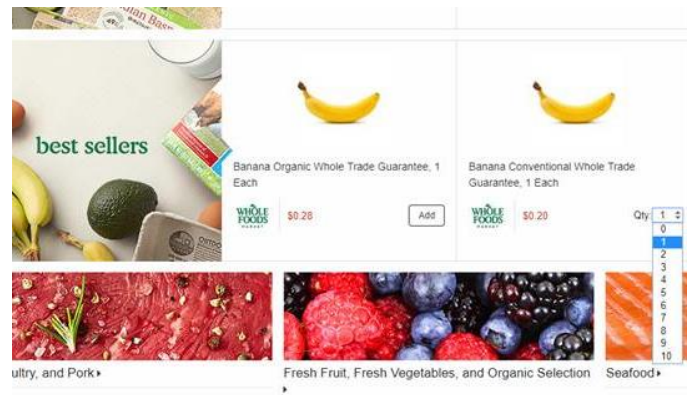 best sellers
Banana Organic Whole Trade Guarantee, 1
Each
WHOLE
FOODS
MARKET
$0.28
Add
Banana Conventional Whole Trade
Guarantee, 1 Each
WHOLE
FOODS
MARKET
$0.20
Qty: 1
0
1
2
3
4
5
6
7
8
9
10
ultry, and Pork
Fresh Fruit, Fresh Vegetables, and Organic Selection
Seafood